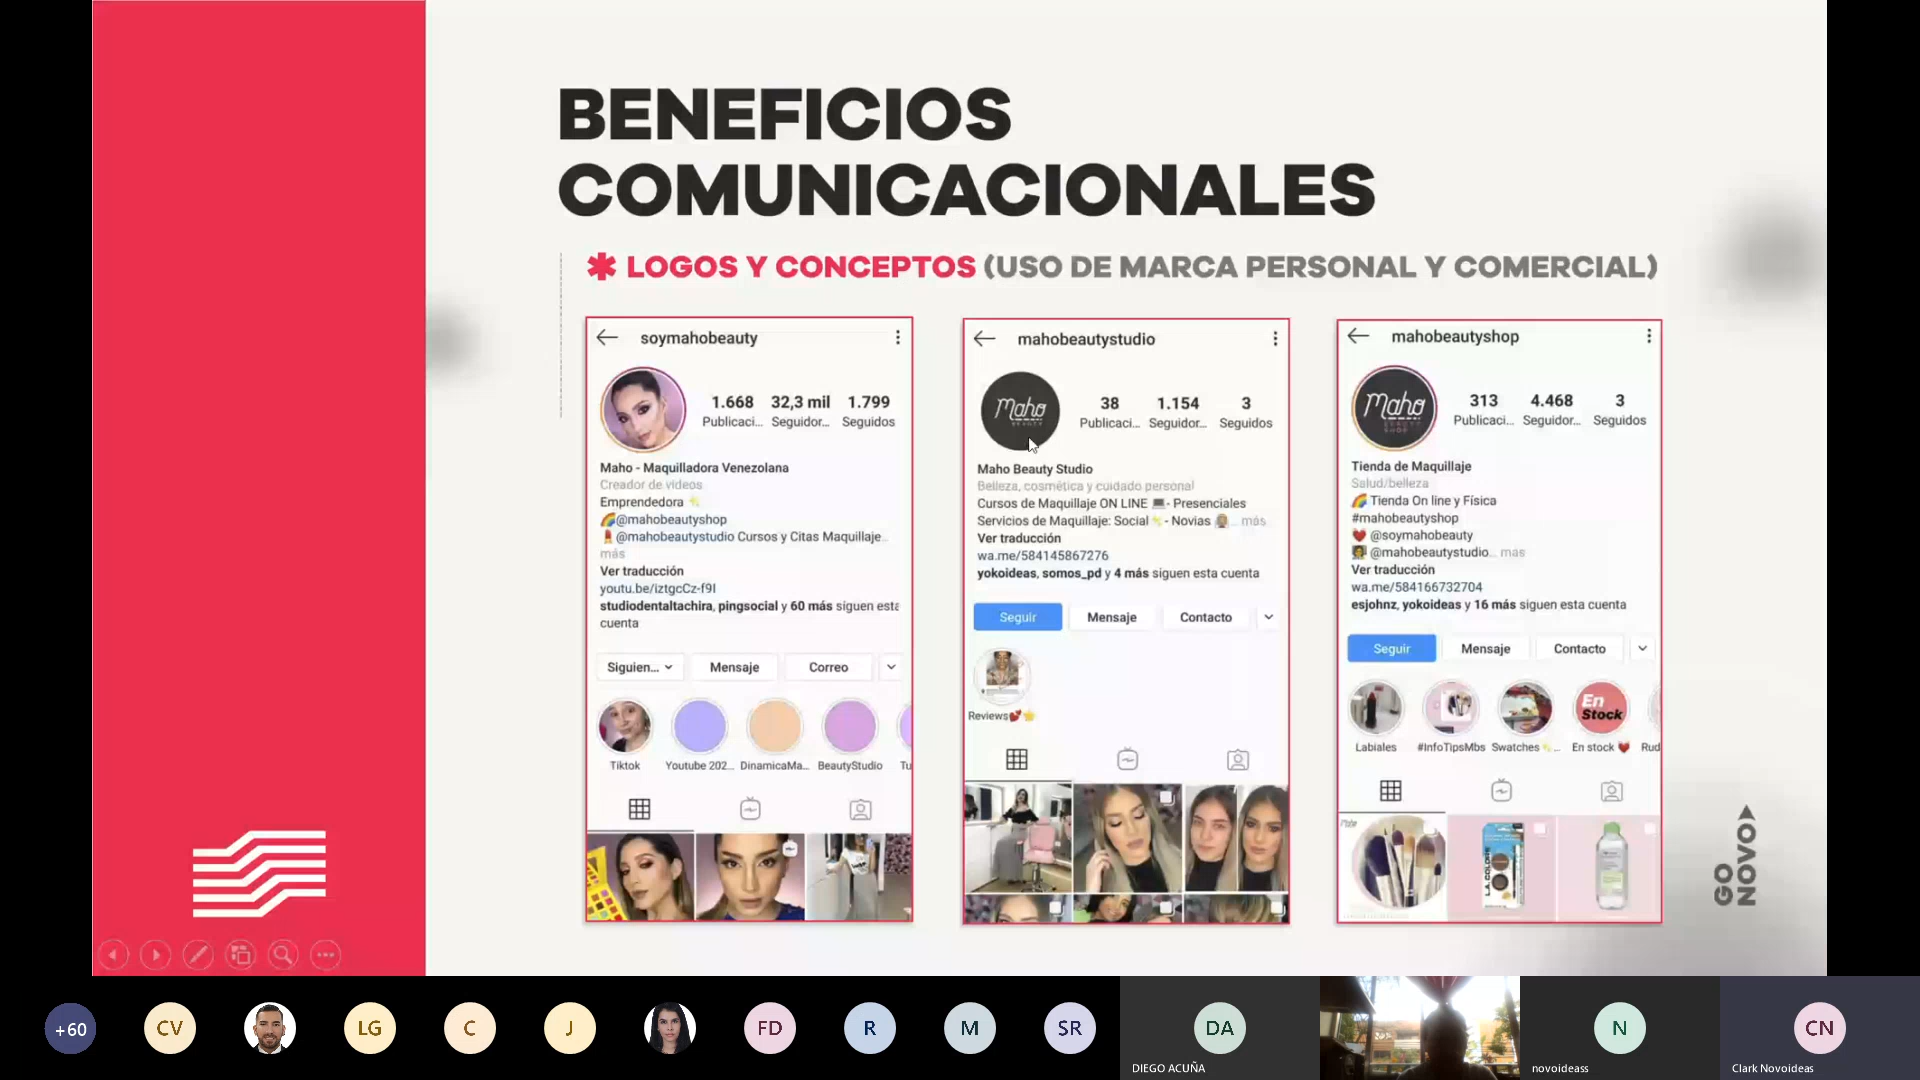 BENEFICIOS
COMUNICACIONALES
* LOGOS Y CONCEPTOS (USO DE MARCA PERSONAL Y COMERCIAL)
soymahobeauty
1.668 32,3 mil 1.799
Publicaci... Seguidor... Seguidos
Maho - Maquilladora Venezolana
Creador de videos
Emprendedora
@mahobeautyshop
@mahobeautystudio Cursos y Citas Maquillaje...
más
Ver traducción
youtu.be/iztgcCz-f9I
studiodentaltachira, pingsocial y 60 más siguen esta
cuenta
Siguien... Mensaje Correo
Tiktok Youtube 202... DinamicaMa... BeautyStudio Tu
mahobeautystudio
Maho
BEAUTY
38 1.154 3
Publicaci... Seguidor... Seguidos
Maho Beauty Studio
Belleza, cosmética y cuidado personal
Cursos de Maquillaje ON LINE 💻- Presenciales
Servicios de Maquillaje: Social - Novias ... más
Ver traducción
wa.me/584145867276
yokoideas, somos_pd y 4 más siguen esta cuenta
Seguir Mensaje Contacto
Reviews💕⭐
mahobeautyshop
Maho
BEAUTY
SHOP
313 4.468 3
Publicaci... Seguidor... Seguidos
Tienda de Maquillaje
Salud/belleza
🌈 Tienda On line y Física
#mahobeautyshop
❤️ @soymahobeauty
@mahobeautystudio... más
Ver traducción
wa.me/584166732704
esjohnz, yokoideas y 16 más siguen esta cuenta
Seguir Mensaje Contacto
En
Stock
Labiales #InfoTipsMbs Swatches ... En stock ❤️ Rud
L.A. COLORS
GO
NOVO
+60 CV LG C J FD R M SR DA N CN
DIEGO ACUÑA novoideass Clark Novoideas